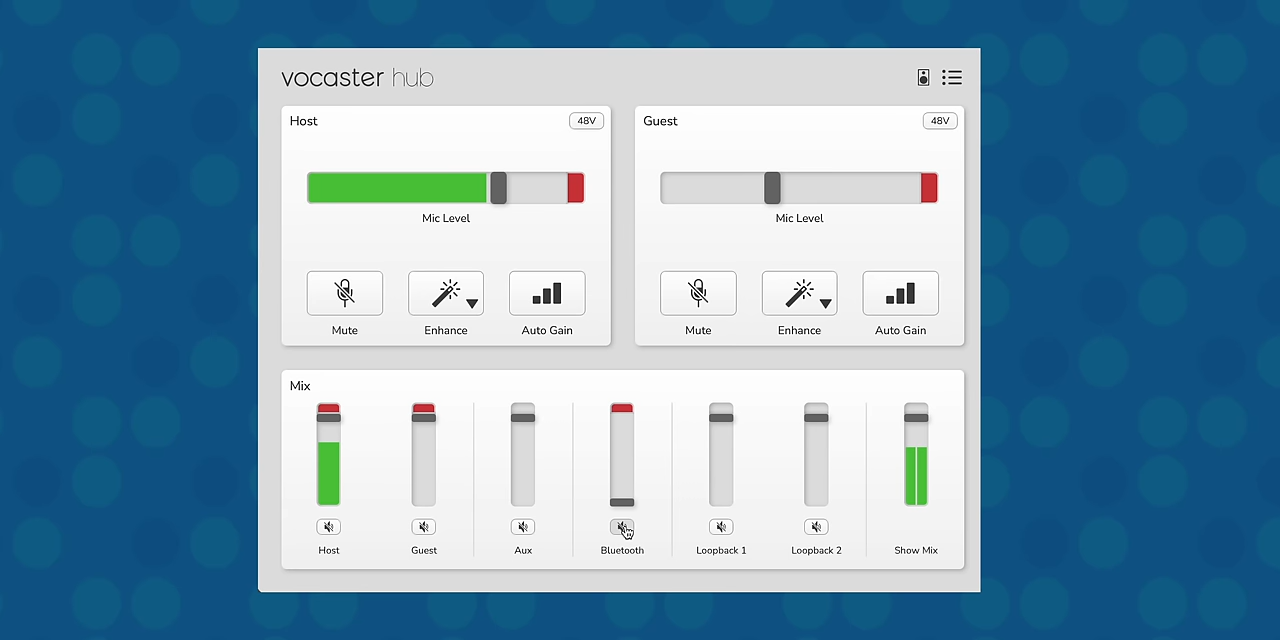 vocaster hub
Host 48V
Guest 48V
Mic Level
Mic Level
Mute Enhance Auto Gain
Mute Enhance Auto Gain
Mix
Host Guest Aux Bluetooth Loopback 1 Loopback 2 Show Mix